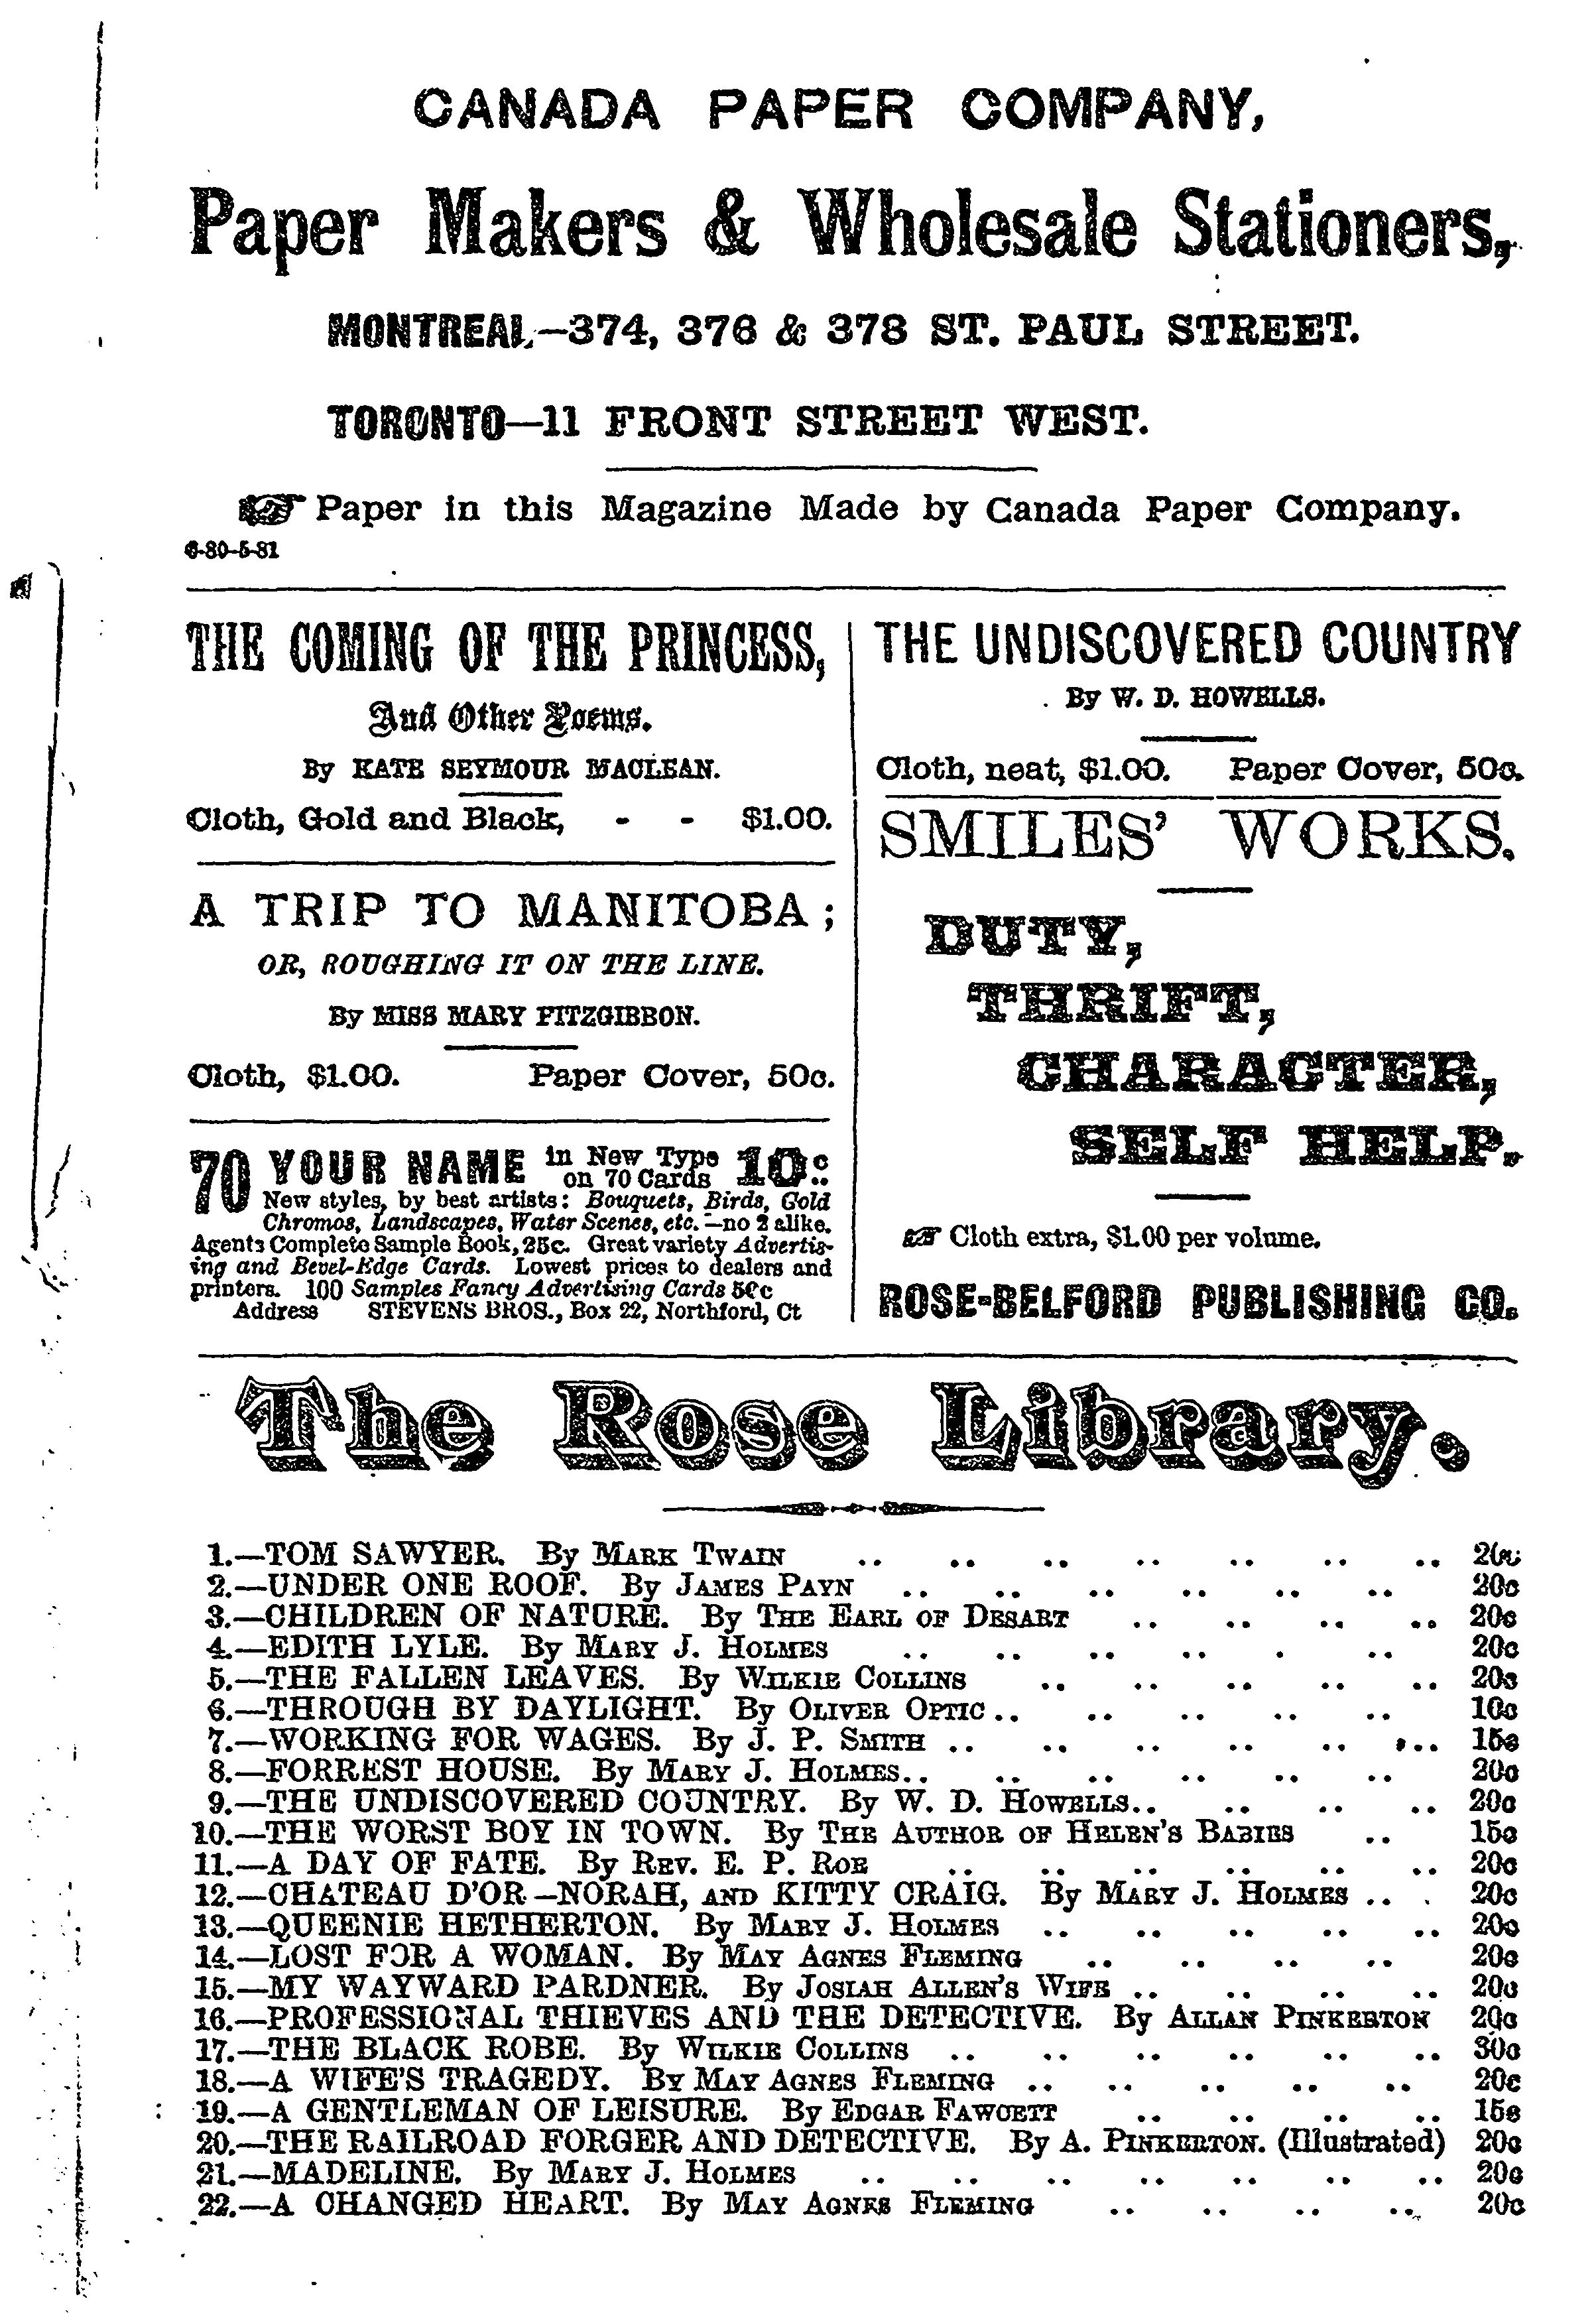 CANADA PAPER COMPANY,
Paper Makers & Wholesale Stationers,
MONTREAL—374, 376 & 378 ST. PAUL STREET.
TORONTO—11 FRONT STREET WEST.
☞ Paper in this Magazine Made by Canada Paper Company.
6-80-5-81
THE COMING OF THE PRINCESS,
And Other Poems.
By KATE SEYMOUR MACLEAN.
Cloth, Gold and Black, - - $1.00.
A TRIP TO MANITOBA;
OR, ROUGHING IT ON THE LINE.
By MISS MARY FITZGIBBON.
Cloth, $1.00. Paper Cover, 50c.
70 YOUR NAME in New Type on 70 Cards 10c.
New styles, by best artists: Bouquets, Birds, Gold
Chromos, Landscapes, Water Scenes, etc.—no 2 alike.
Agents Complete Sample Book, 25c. Great variety Advertis-
ing and Bevel-Edge Cards. Lowest prices to dealers and
printers. 100 Samples Fancy Advertising Cards 50c
Address STEVENS BROS., Box 22, Northford, Ct
THE UNDISCOVERED COUNTRY
By W. D. HOWELLS.
Cloth, neat, $1.00. Paper Cover, 50c.
SMILES' WORKS.
DUTY,
THRIFT,
CHARACTER,
SELF HELP.
☞ Cloth extra, $1.00 per volume.
ROSE-BELFORD PUBLISHING CO.
The Rose Library.
1.—TOM SAWYER. By MARK TWAIN .. .. .. .. .. .. .. 20c
2.—UNDER ONE ROOF. By JAMES PAYN .. .. .. .. .. .. 20c
3.—CHILDREN OF NATURE. By THE EARL OF DESART .. .. .. .. 20c
4.—EDITH LYLE. By MARY J. HOLMES .. .. .. .. . .. 20c
5.—THE FALLEN LEAVES. By WILKIE COLLINS .. .. .. .. .. 20c
6.—THROUGH BY DAYLIGHT. By OLIVER OPTIC .. .. .. .. .. 10c
7.—WORKING FOR WAGES. By J. P. SMITH .. .. .. .. .. .. 15c
8.—FORREST HOUSE. By MARY J. HOLMES .. .. .. .. .. .. 20c
9.—THE UNDISCOVERED COUNTRY. By W. D. HOWELLS .. .. .. .. 20c
10.—THE WORST BOY IN TOWN. By THE AUTHOR OF HELEN'S BABIES .. 15c
11.—A DAY OF FATE. By REV. E. P. ROE .. .. .. .. .. .. 20c
12.—CHATEAU D'OR—NORAH, AND KITTY CRAIG. By MARY J. HOLMES .. . 20c
13.—QUEENIE HETHERTON. By MARY J. HOLMES .. .. .. .. .. 20c
14.—LOST FOR A WOMAN. By MAY AGNES FLEMING .. .. .. .. 20c
15.—MY WAYWARD PARDNER. By JOSIAH ALLEN'S WIFE .. .. .. .. 20c
16.—PROFESSIONAL THIEVES AND THE DETECTIVE. By ALLAN PINKERTON 20c
17.—THE BLACK ROBE. By WILKIE COLLINS .. .. .. .. .. .. 30c
18.—A WIFE'S TRAGEDY. BY MAY AGNES FLEMING .. .. .. .. .. 20c
19.—A GENTLEMAN OF LEISURE. By EDGAR FAWCETT .. .. .. .. 15c
20.—THE RAILROAD FORGER AND DETECTIVE. By A. PINKERTON. (Illustrated) 20c
21.—MADELINE. By MARY J. HOLMES .. .. .. .. .. .. .. 20c
22.—A CHANGED HEART. By MAY AGNES FLEMING .. .. .. .. 20c